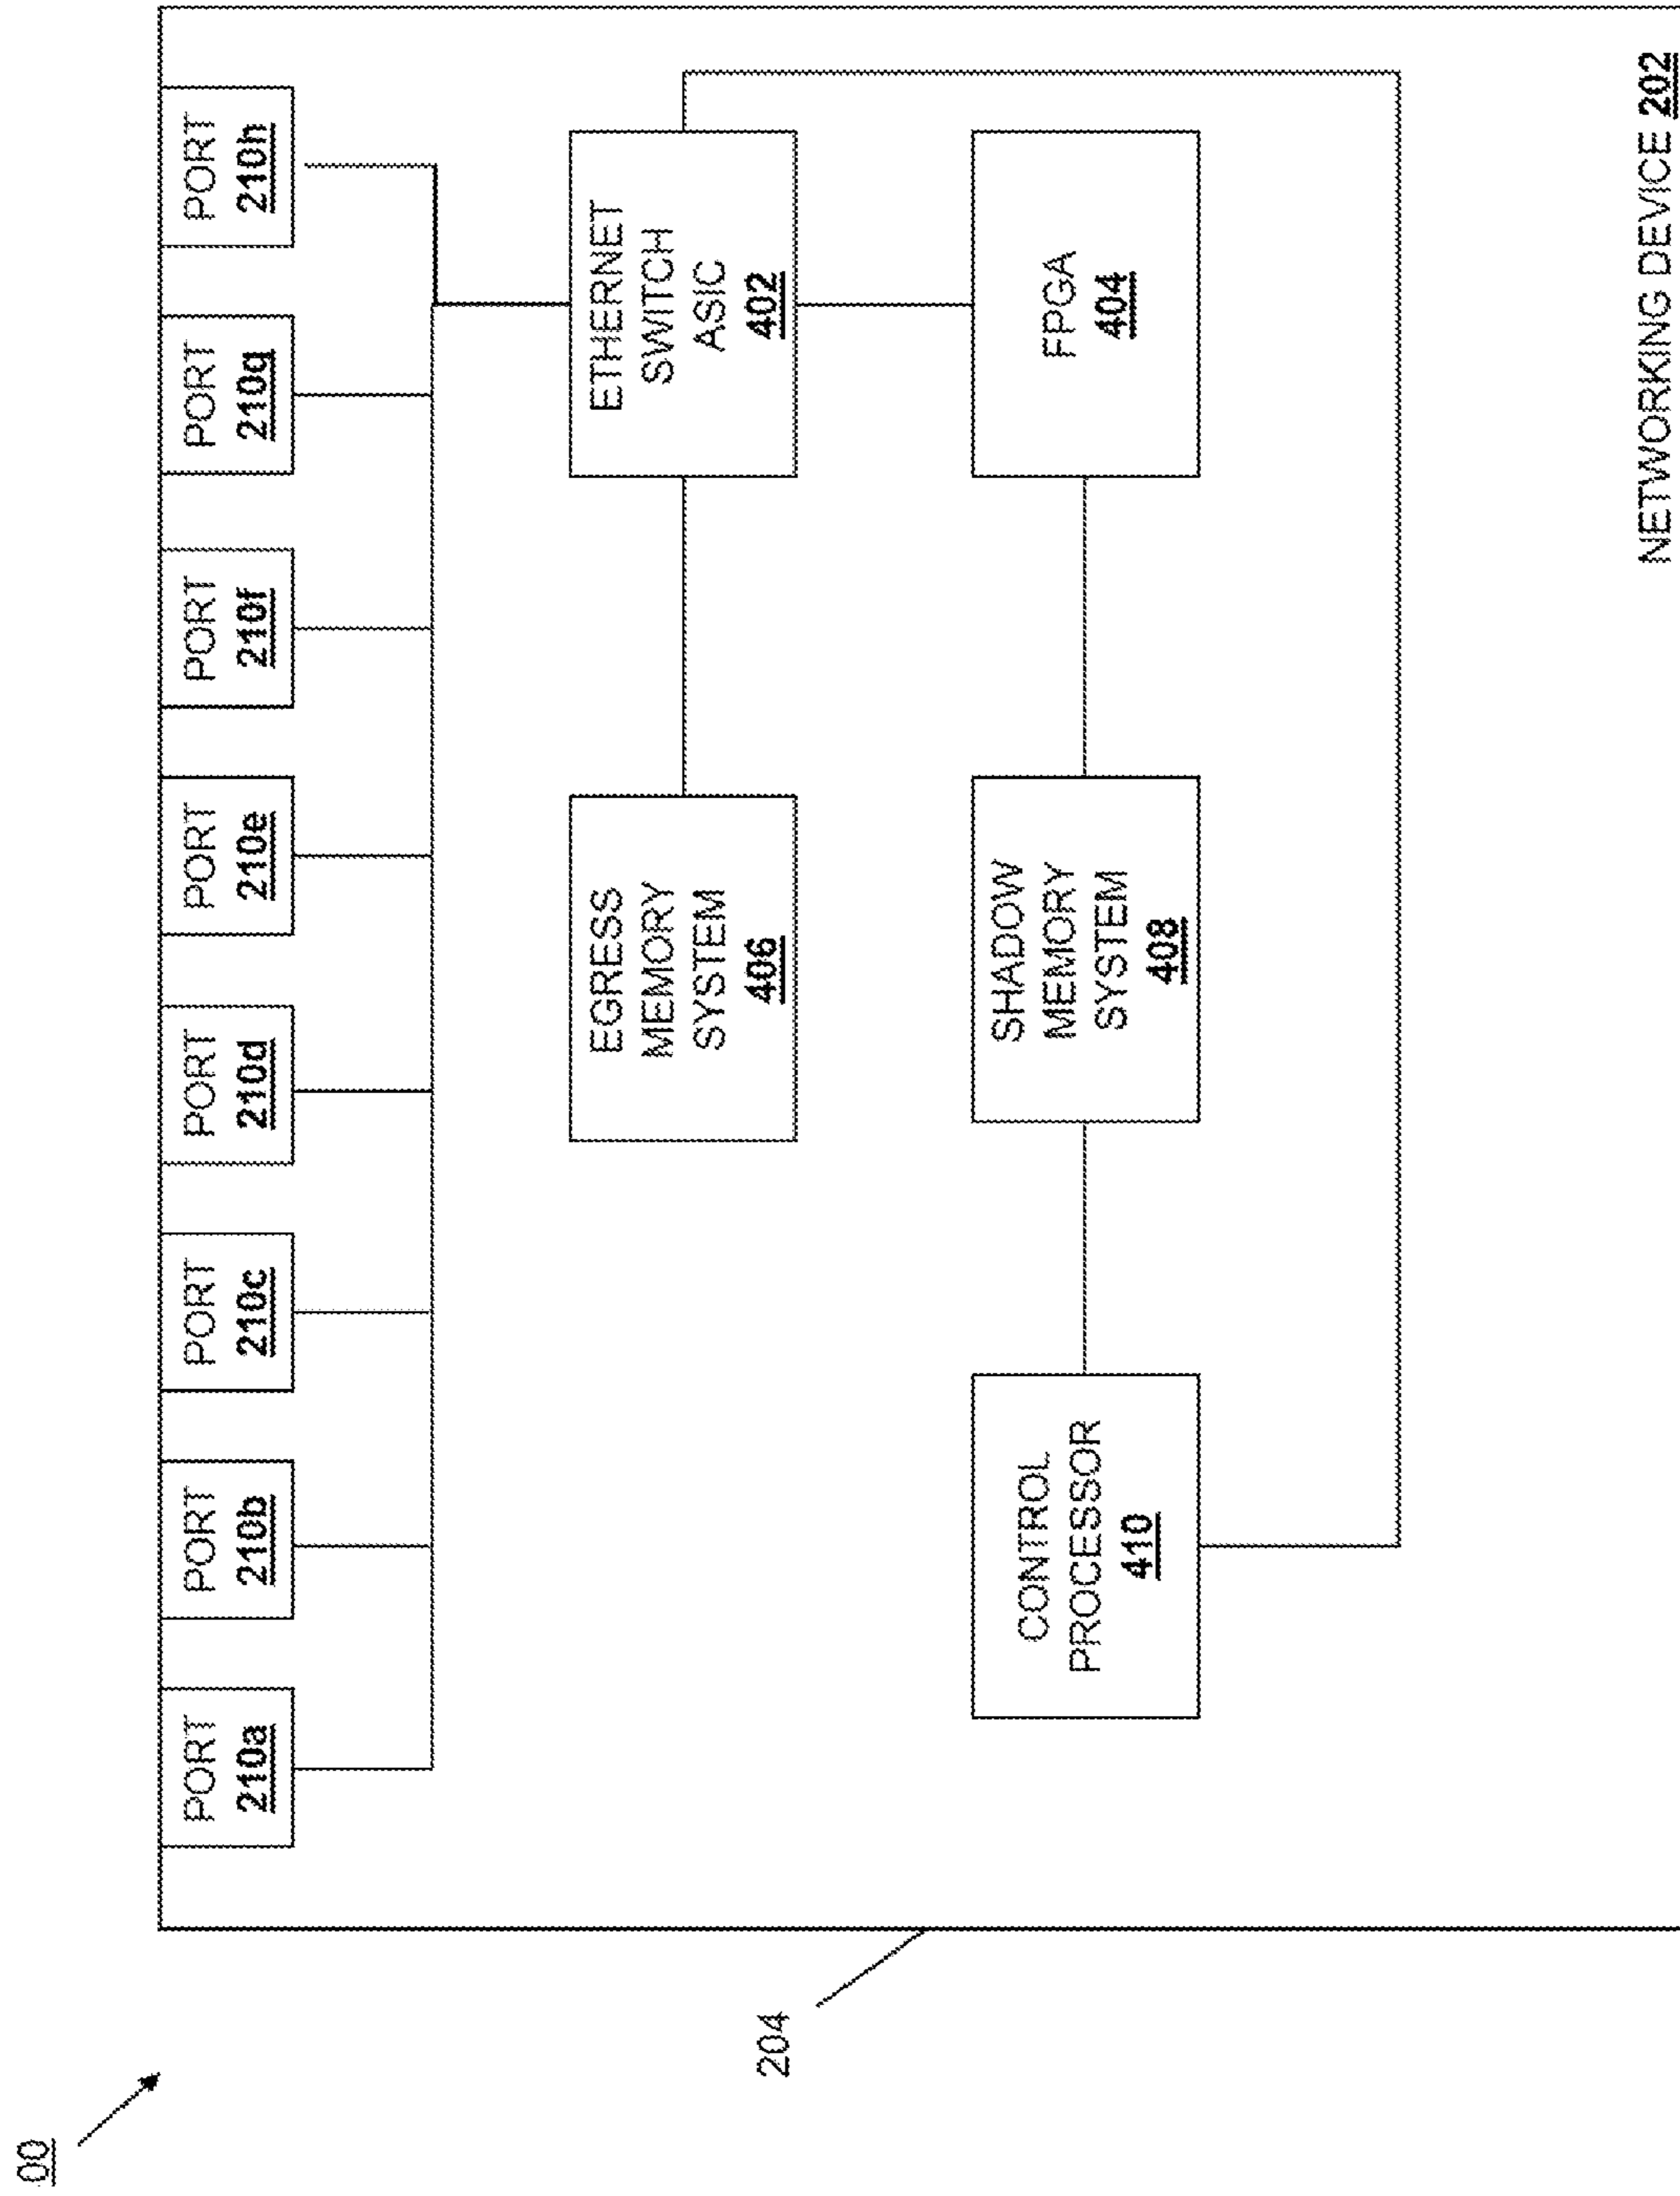 00
204
PORT
210a
PORT
210b
PORT
210c
PORT
210d
PORT
210e
PORT
210f
PORT
210g
PORT
210h
EGRESS
MEMORY
SYSTEM
406
ETHERNET
SWITCH
ASIC
402
CONTROL
PROCESSOR
410
SHADOW
MEMORY
SYSTEM
408
FPGA
404
NETWORKING DEVICE 202